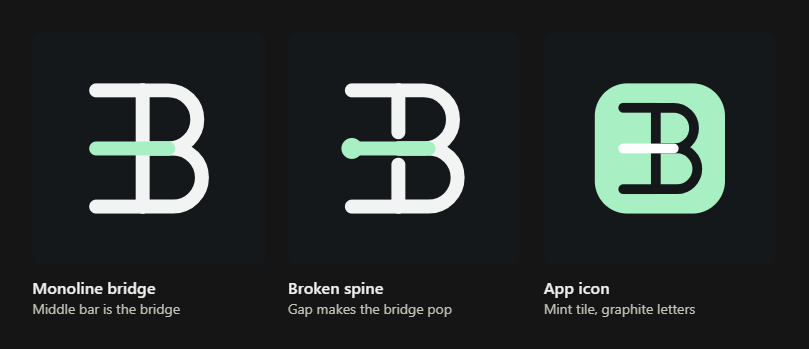 Monoline bridge
Middle bar is the bridge
Broken spine
Gap makes the bridge pop
App icon
Mint tile, graphite letters